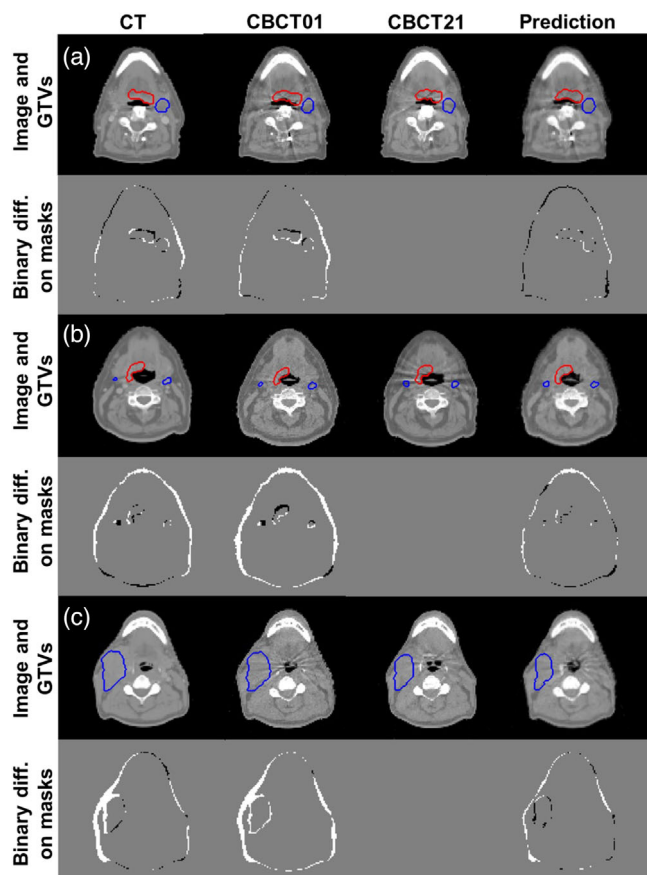 CT CBCT01 CBCT21 Prediction
(a)
Image and
GTVs
Binary diff.
on masks
(b)
Image and
GTVs
Binary diff.
on masks
(c)
Image and
GTVs
Binary diff.
on masks